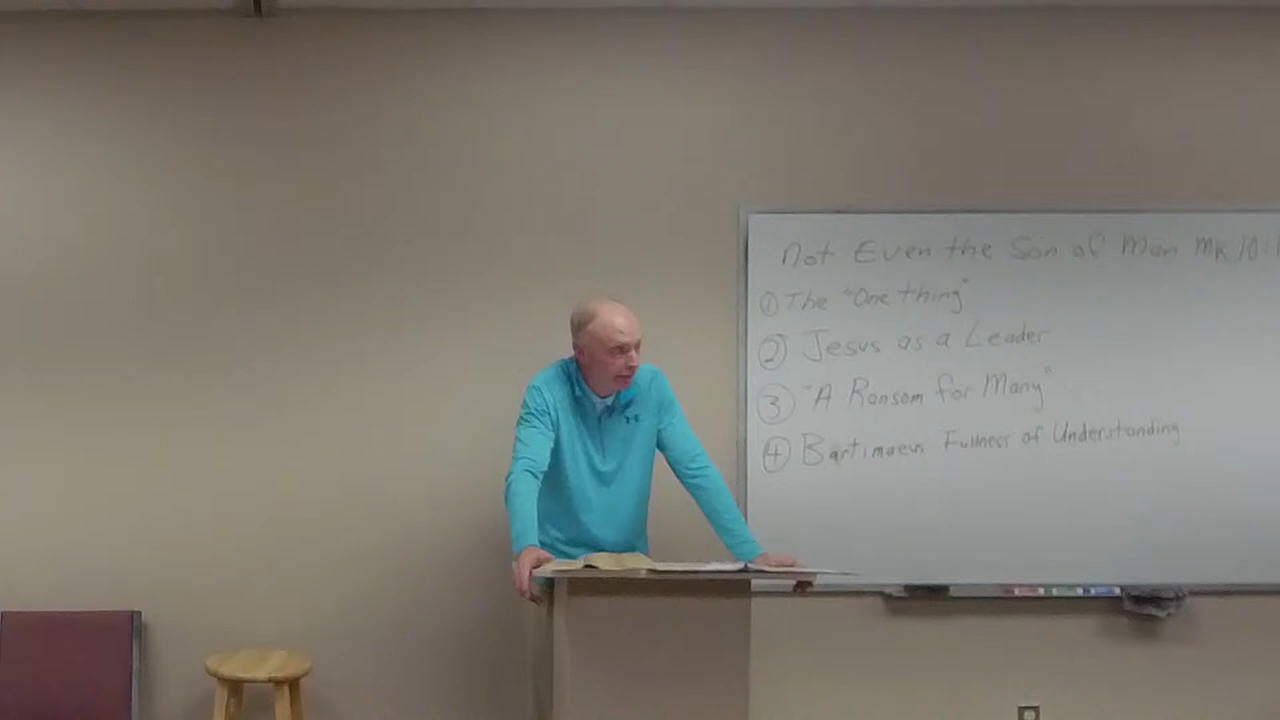 Not Even the Son of Man Mk 10:
① The "One thing"
② Jesus as a Leader
③ "A Ransom for Many"
④ Bartimaeus Fullness of Understanding